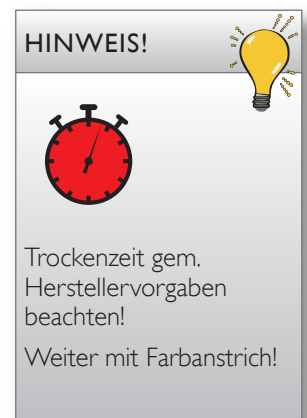 HINWEIS!
Trockenzeit gem.
Herstellervorgaben
beachten!
Weiter mit Farbanstrich!